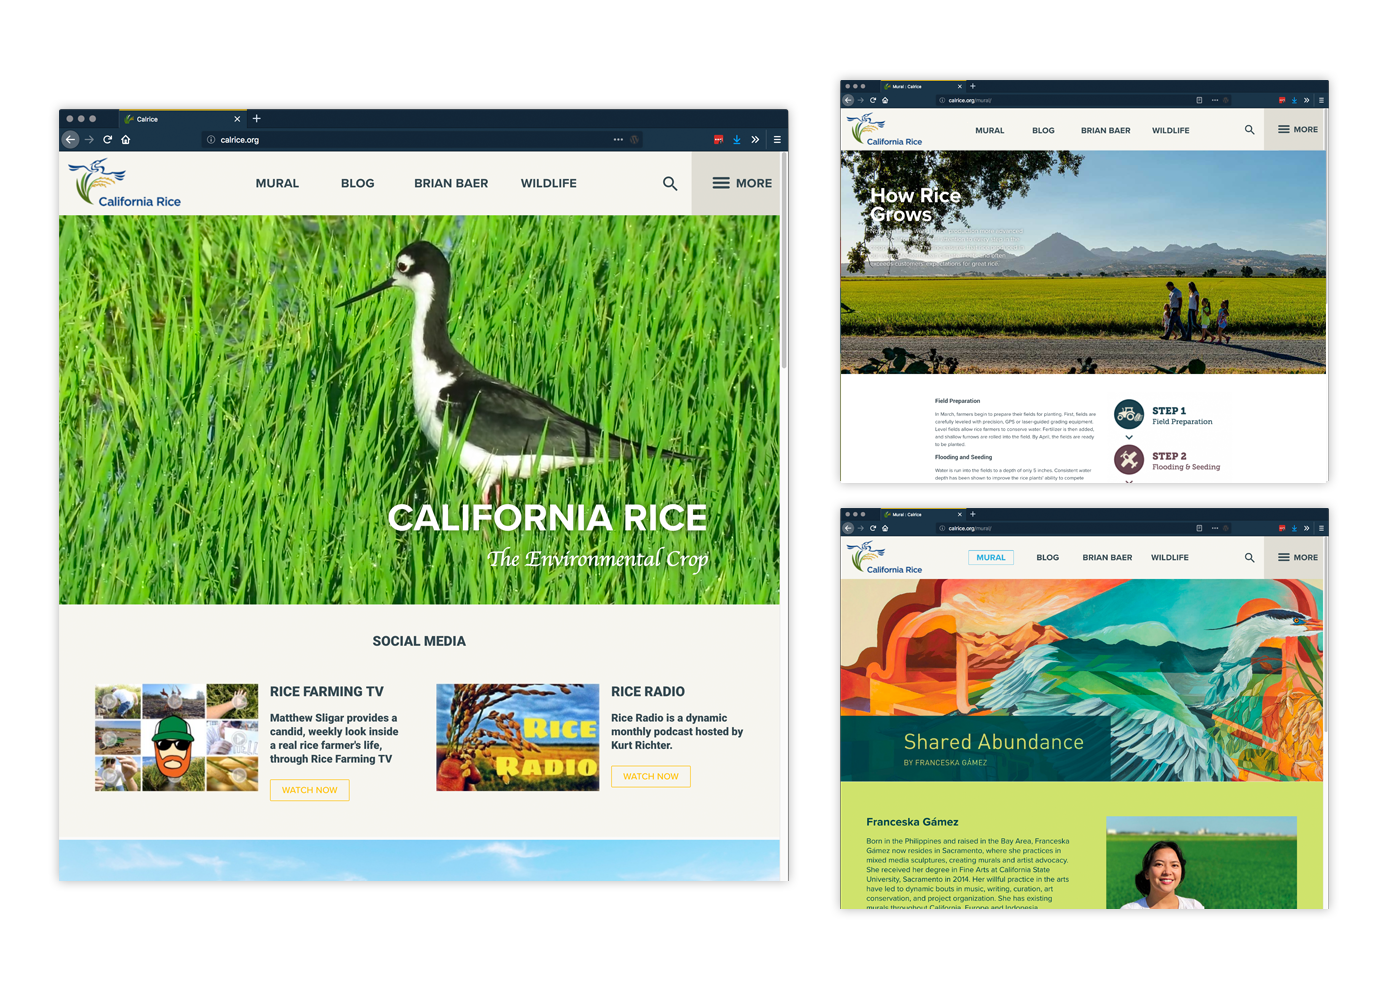 Calrice
calrice.org
California Rice
MURAL
BLOG
BRIAN BAER
WILDLIFE
MORE
CALIFORNIA RICE
The Environmental Crop
SOCIAL MEDIA
RICE FARMING TV
Matthew Sligar provides a
candid, weekly look inside
a real rice farmer's life,
through Rice Farming TV
WATCH NOW
RICE
RADIO
RICE RADIO
Rice Radio is a dynamic
monthly podcast hosted by
Kurt Richter.
WATCH NOW
Mural : Calrice
calrice.org/mural/
California Rice
MURAL
BLOG
BRIAN BAER
WILDLIFE
MORE
How Rice
Grows
exceeds customers' expectations for great rice.
Field Preparation
In March, farmers begin to prepare their fields for planting. First, fields are
carefully leveled with precision, GPS or laser-guided grading equipment.
Level fields allow rice farmers to conserve water. Fertilizer is then added,
and shallow furrows are rolled into the field. By April, the fields are ready
to be planted.
Flooding and Seeding
Water is run into the fields to a depth of only 5 inches. Consistent water
depth has been shown to improve the rice plants' ability to compete
STEP 1
Field Preparation
STEP 2
Flooding & Seeding
Mural : Calrice
calrice.org/mural/
California Rice
MURAL
BLOG
BRIAN BAER
WILDLIFE
MORE
Shared Abundance
BY FRANCESKA GÁMEZ
Franceska Gámez
Born in the Philippines and raised in the Bay Area, Franceska
Gámez now resides in Sacramento, where she practices in
mixed media sculptures, creating murals and artist advocacy.
She received her degree in Fine Arts at California State
University, Sacramento in 2014. Her willful practice in the arts
have led to dynamic bouts in music, writing, curation, art
conservation, and project organization. She has existing
murals throughout California, Europe and Indonesia.